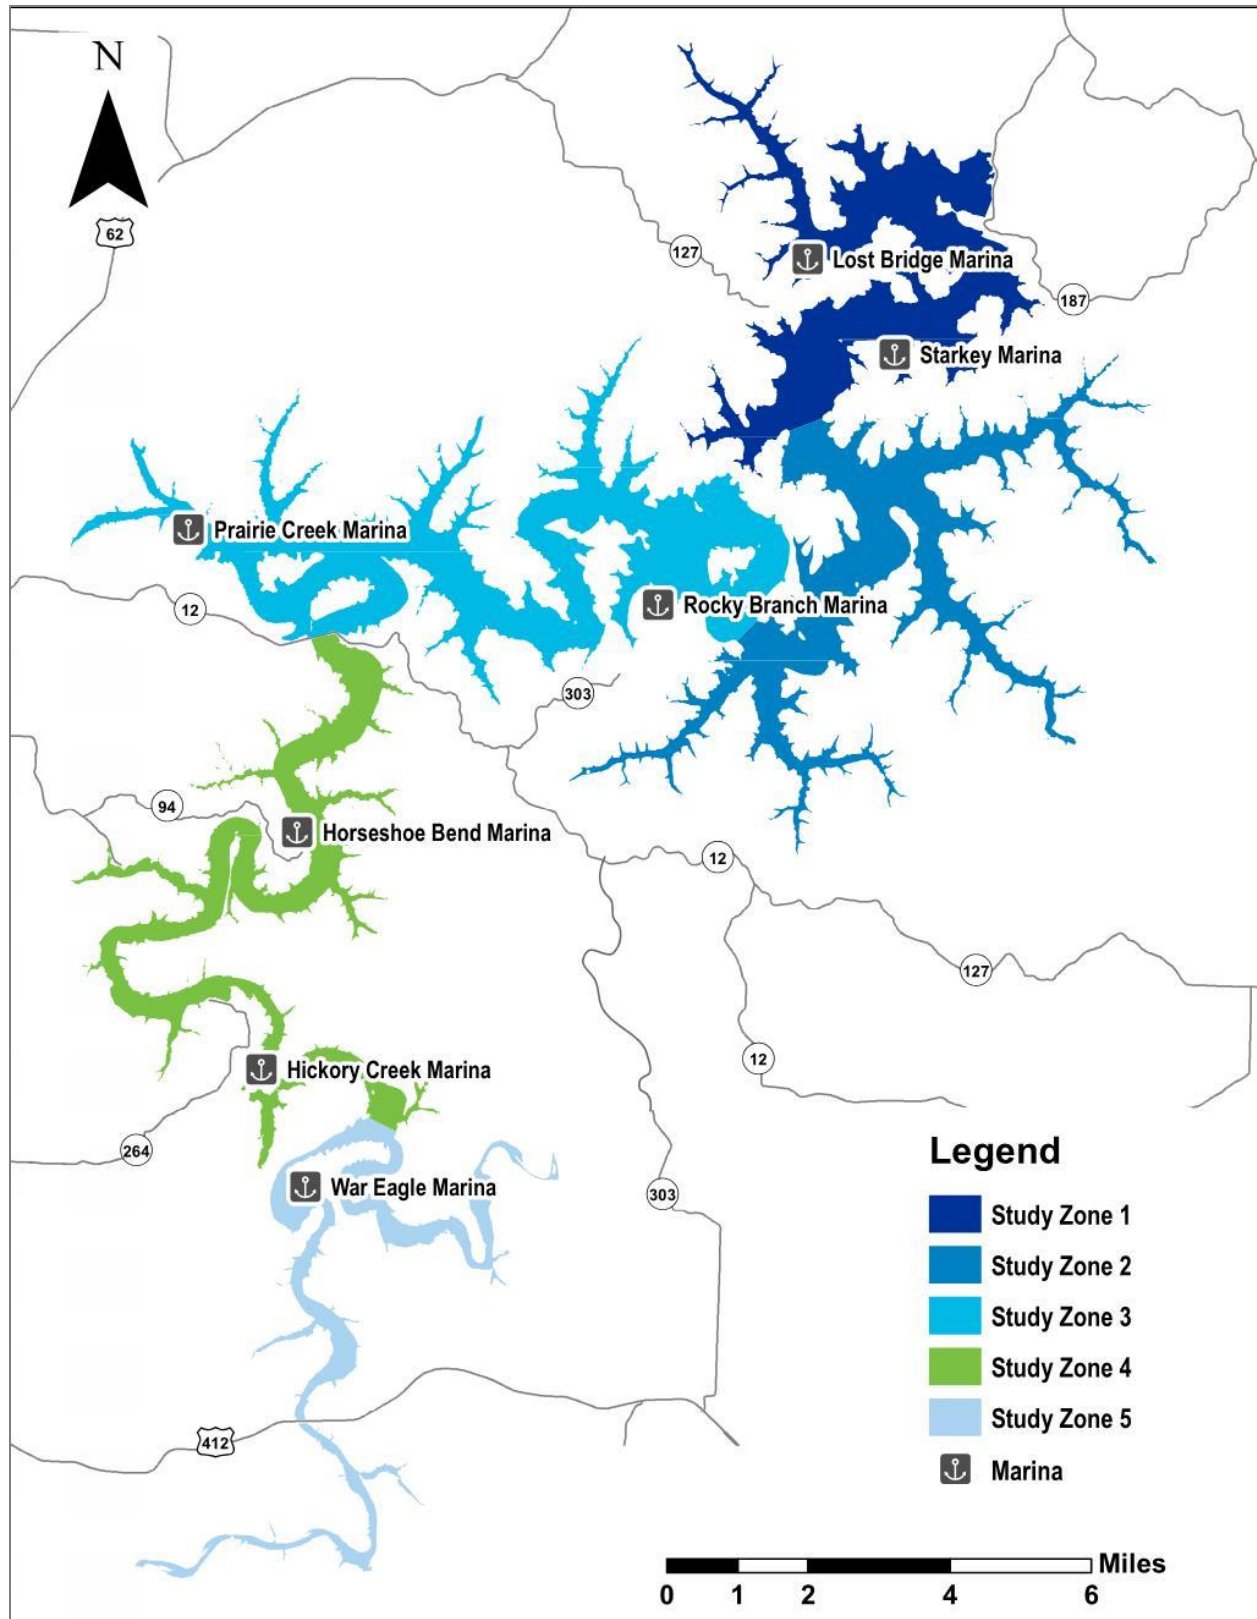 N
62
127
Lost Bridge Marina
187
Starkey Marina
Prairie Creek Marina
12
Rocky Branch Marina
303
94
Horseshoe Bend Marina
12
127
12
Hickory Creek Marina
264
War Eagle Marina
303
412
Legend
Study Zone 1
Study Zone 2
Study Zone 3
Study Zone 4
Study Zone 5
Marina
Miles
0 1 2 4 6